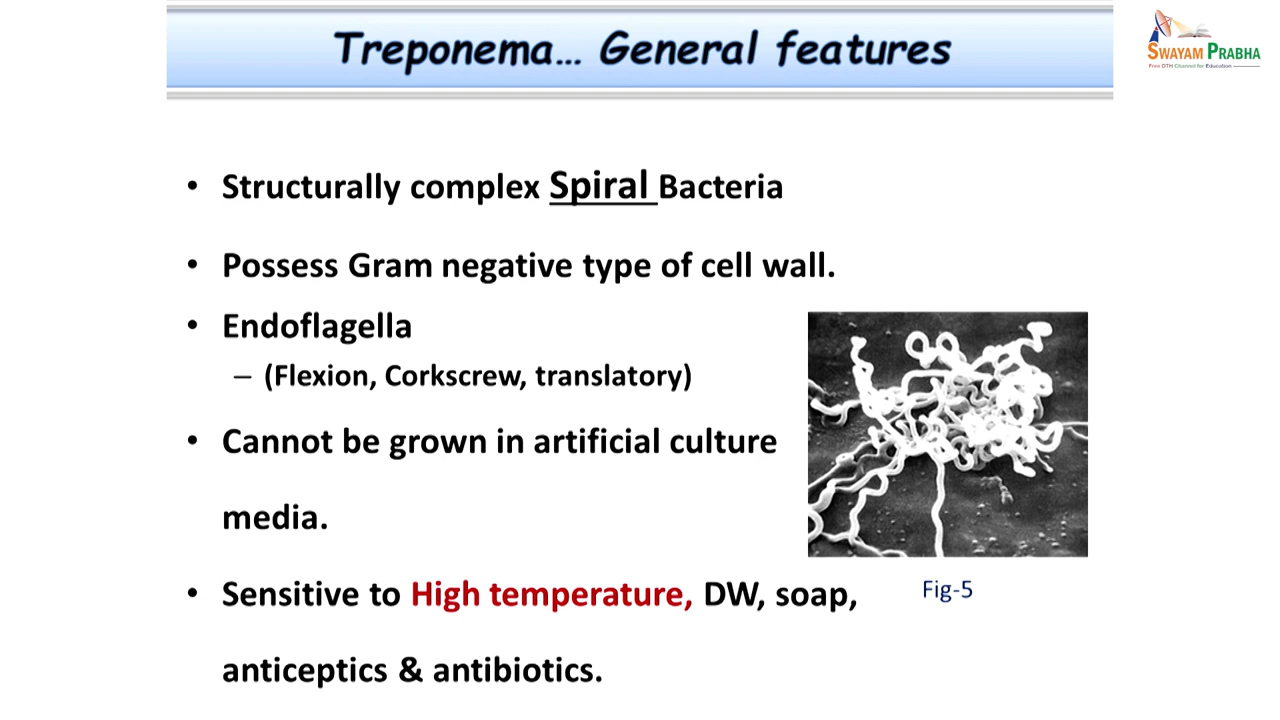 Treponema... General features
SWAYAM PRABHA
Free DTH Channel for Education
• Structurally complex Spiral Bacteria
• Possess Gram negative type of cell wall.
• Endoflagella
– (Flexion, Corkscrew, translatory)
• Cannot be grown in artificial culture
media.
• Sensitive to High temperature, DW, soap,
anticeptics & antibiotics.
Fig-5